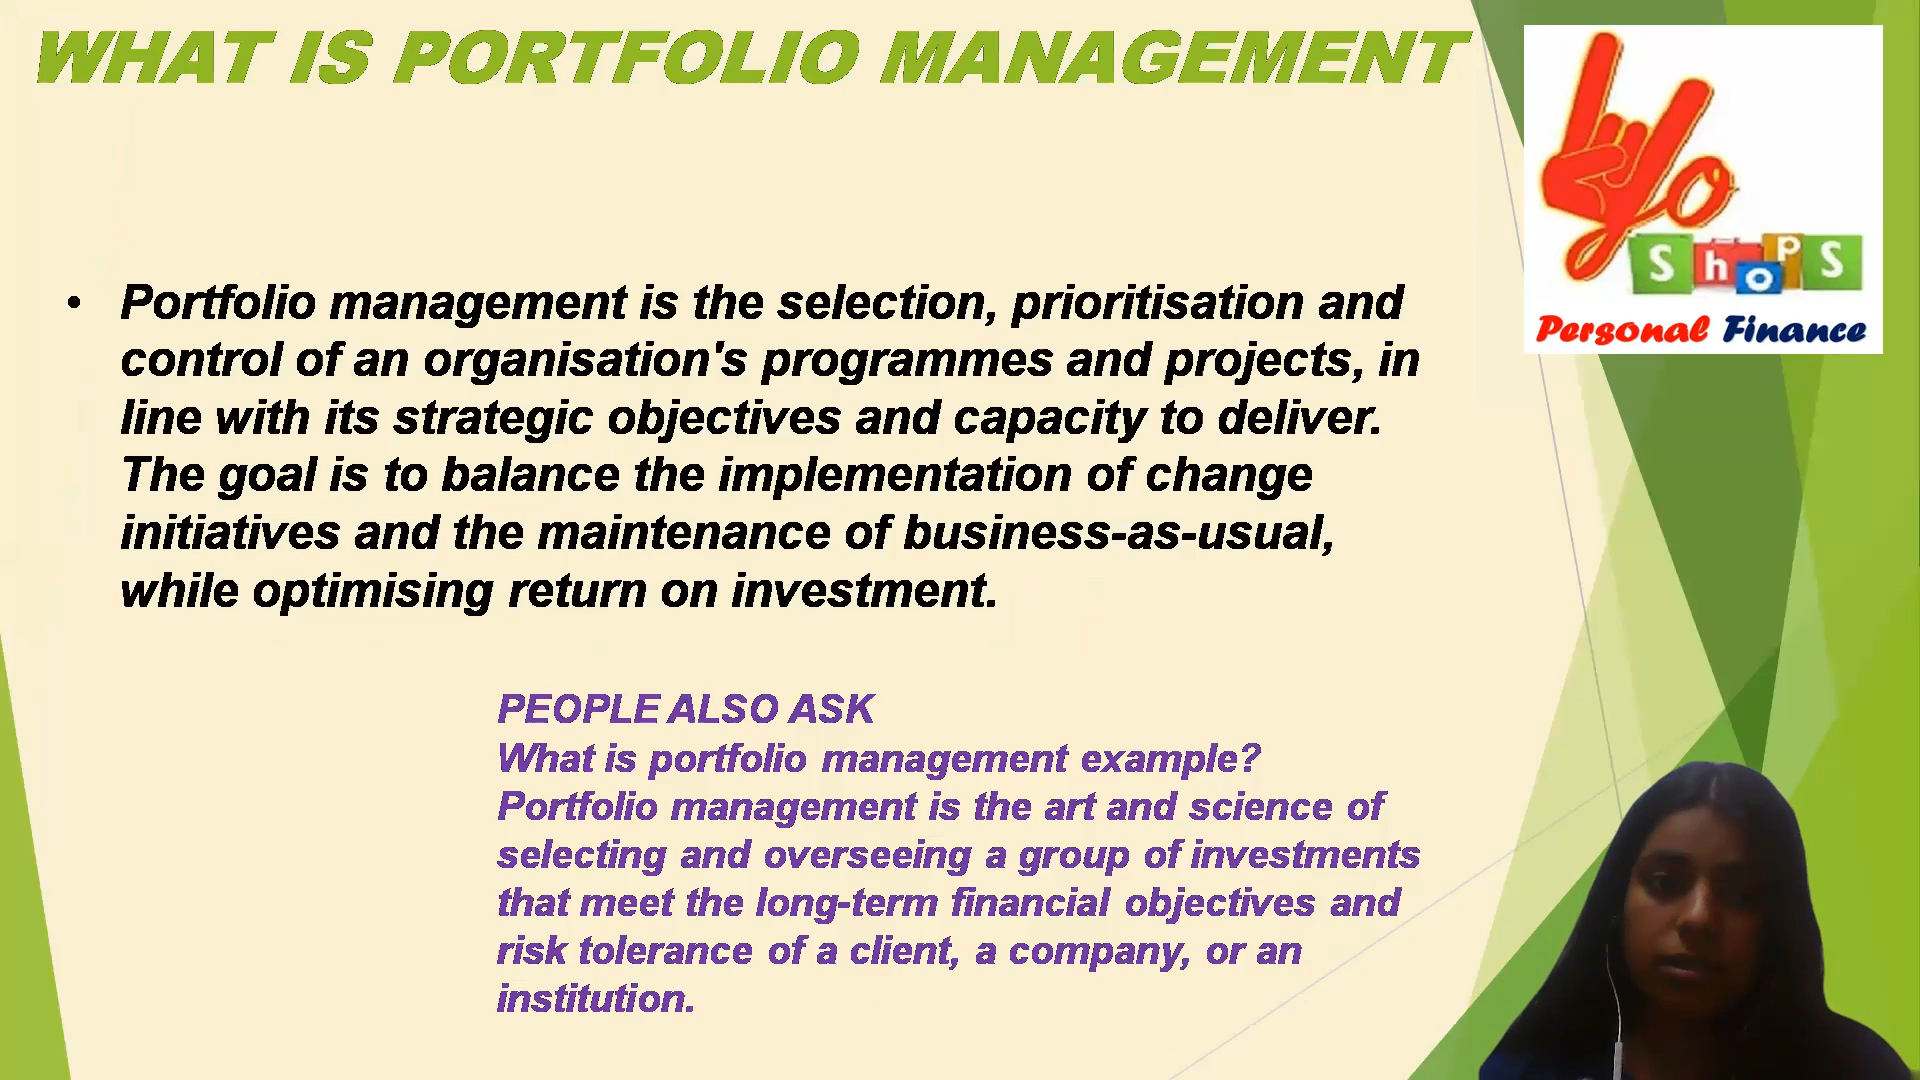 WHAT IS PORTFOLIO MANAGEMENT
Yo
ShoPS
Personal Finance
• Portfolio management is the selection, prioritisation and
control of an organisation's programmes and projects, in
line with its strategic objectives and capacity to deliver.
The goal is to balance the implementation of change
initiatives and the maintenance of business-as-usual,
while optimising return on investment.
PEOPLE ALSO ASK
What is portfolio management example?
Portfolio management is the art and science of
selecting and overseeing a group of investments
that meet the long-term financial objectives and
risk tolerance of a client, a company, or an
institution.